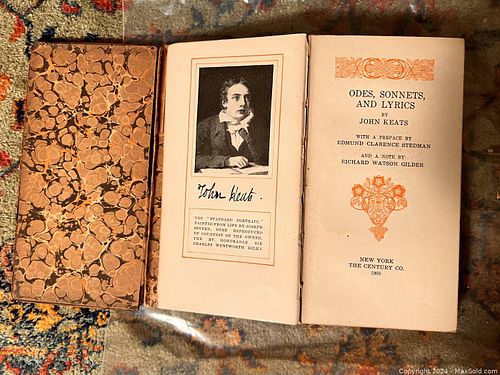 John Keats.
THE "STANDARD PORTRAIT,"
PAINTED FROM LIFE BY JOSEPH
SEVERN, HERE REPRODUCED
BY COURTESY OF THE OWNER,
THE RT. HONORABLE SIR
CHARLES WENTWORTH DILKE
ODES, SONNETS,
AND LYRICS
BY
JOHN KEATS
WITH A PREFACE BY
EDMUND CLARENCE STEDMAN
AND A NOTE BY
RICHARD WATSON GILDER
NEW YORK
THE CENTURY CO.
1906
Copyright 2024 - MaxSold.com